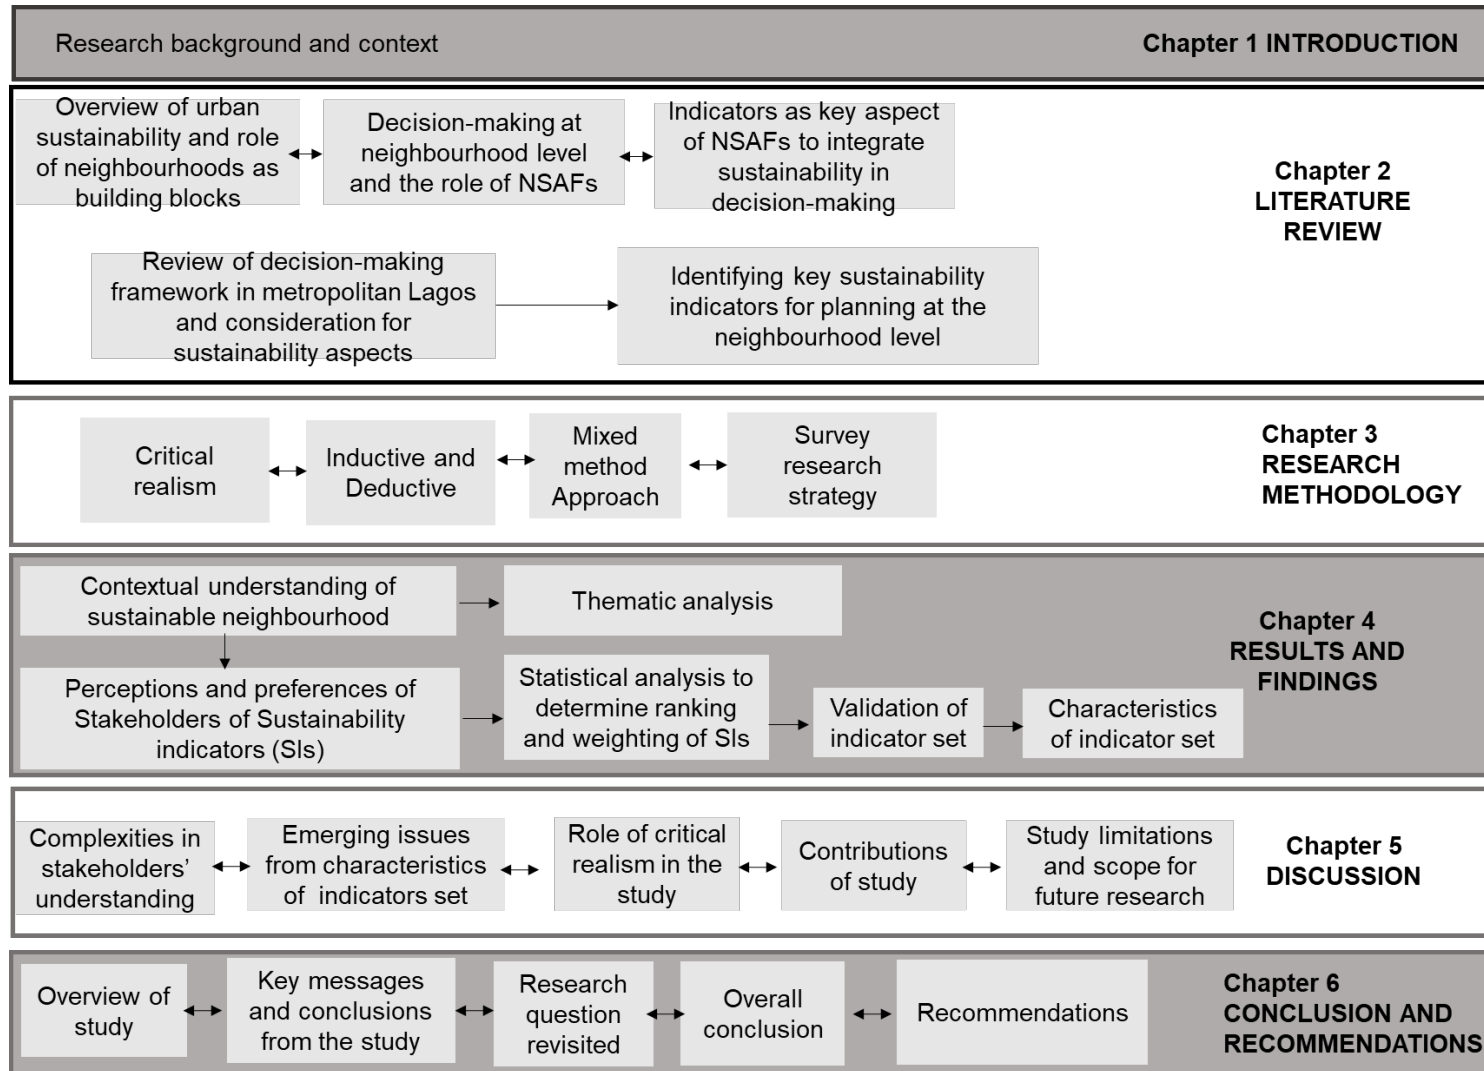 Research background and context
Chapter 1 INTRODUCTION
Overview of urban
sustainability and role
of neighbourhoods as
building blocks
Decision-making at
neighbourhood level
and the role of NSAFs
Indicators as key aspect
of NSAFs to integrate
sustainability in
decision-making
Chapter 2
LITERATURE
REVIEW
Review of decision-making
framework in metropolitan Lagos
and consideration for
sustainability aspects
Identifying key sustainability
indicators for planning at the
neighbourhood level
Critical
realism
Inductive and
Deductive
Mixed
method
Approach
Survey
research
strategy
Chapter 3
RESEARCH
METHODOLOGY
Contextual understanding of
sustainable neighbourhood
Thematic analysis
Chapter 4
RESULTS AND
FINDINGS
Perceptions and preferences of
Stakeholders of Sustainability
indicators (SIs)
Statistical analysis to
determine ranking
and weighting of SIs
Validation of
indicator set
Characteristics
of indicator set
Complexities in
stakeholders’
understanding
Emerging issues
from characteristics
of indicators set
Role of critical
realism in the
study
Contributions
of study
Study limitations
and scope for
future research
Chapter 5
DISCUSSION
Overview of
study
Key messages
and conclusions
from the study
Research
question
revisited
Overall
conclusion
Recommendations
Chapter 6
CONCLUSION AND
RECOMMENDATIONS